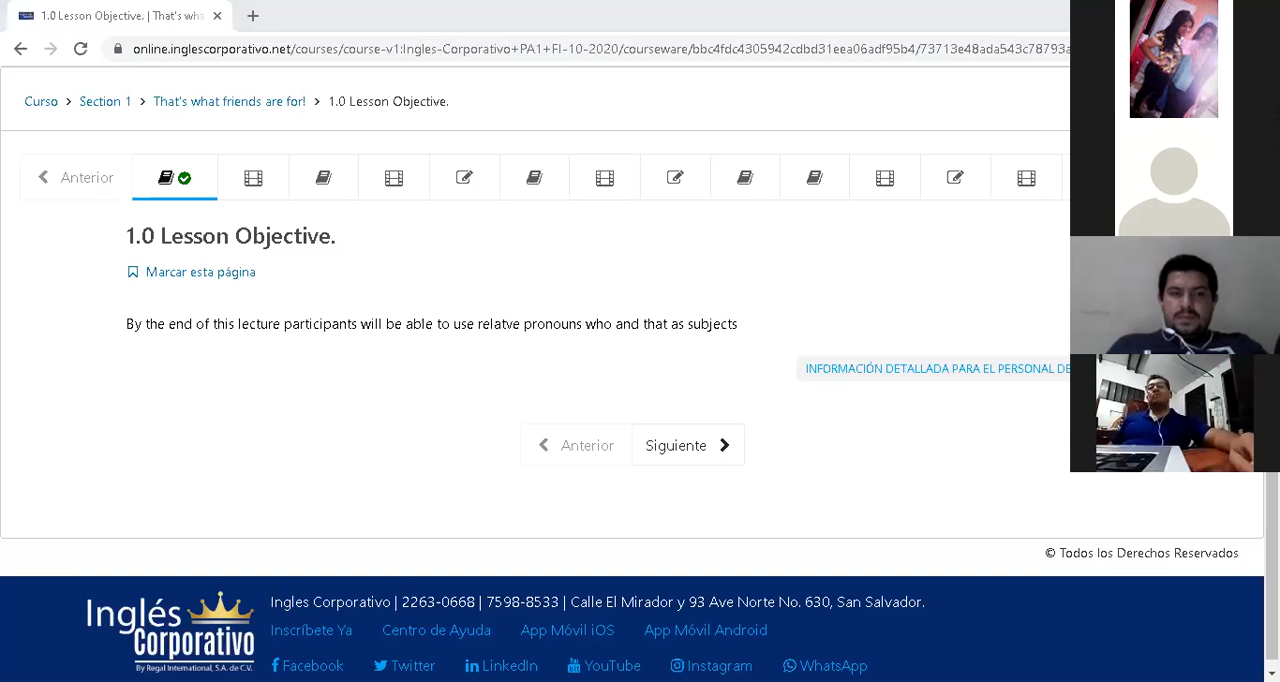 1.0 Lesson Objective. | That's wha
online.inglescorporativo.net/courses/course-v1:Ingles-Corporativo+PA1+FI-10-2020/courseware/bbc4fdc4305942cdbd31eea06adf95b4/73713e48ada543c78793a
Curso > Section 1 > That's what friends are for! > 1.0 Lesson Objective.
Anterior
1.0 Lesson Objective.
Marcar esta página
By the end of this lecture participants will be able to use relatve pronouns who and that as subjects
INFORMACIÓN DETALLADA PARA EL PERSONAL DE
Anterior Siguiente
© Todos los Derechos Reservados
Inglés Corporativo
By Regal International, S.A. de C.V.
Ingles Corporativo | 2263-0668 | 7598-8533 | Calle El Mirador y 93 Ave Norte No. 630, San Salvador.
Inscríbete Ya Centro de Ayuda App Móvil iOS App Móvil Android
Facebook Twitter LinkedIn YouTube Instagram WhatsApp